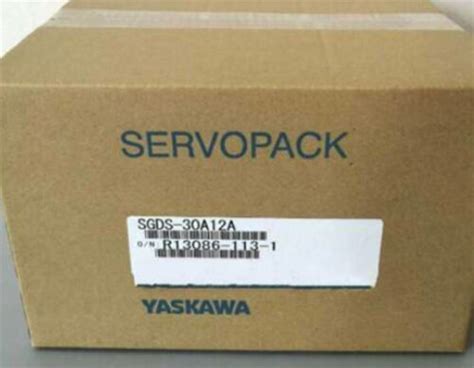 SERVOPACK
SGDS-30A12A
O/N R13086-113-1
YASKAWA